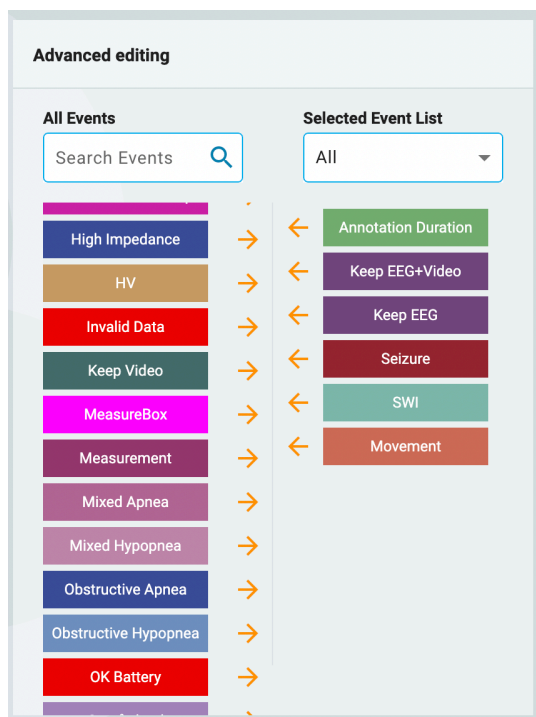 Advanced editing
All Events
Search Events
High Impedance
HV
Invalid Data
Keep Video
MeasureBox
Measurement
Mixed Apnea
Mixed Hypopnea
Obstructive Apnea
Obstructive Hypopnea
OK Battery
Selected Event List
All
Annotation Duration
Keep EEG+Video
Keep EEG
Seizure
SWI
Movement